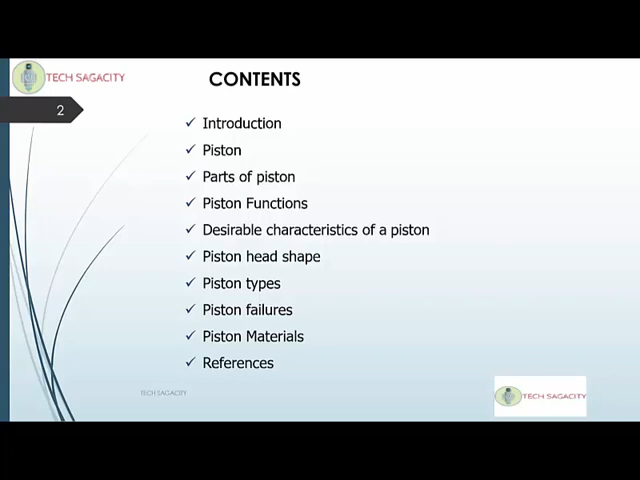 TECH SAGACITY
CONTENTS
2
✓ Introduction
✓ Piston
✓ Parts of piston
✓ Piston Functions
✓ Desirable characteristics of a piston
✓ Piston head shape
✓ Piston types
✓ Piston failures
✓ Piston Materials
✓ References
TECH SAGACITY
TECH SAGACITY